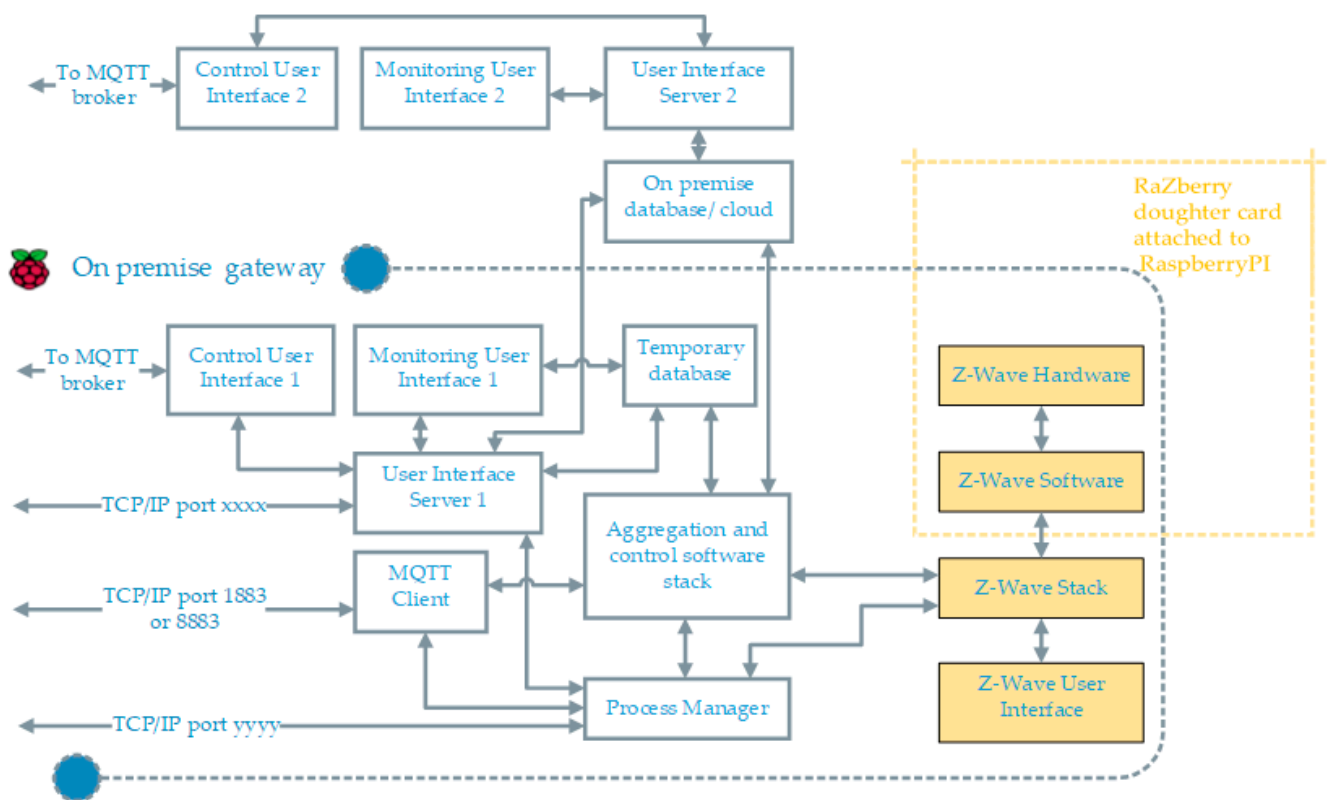 To MQTT
broker
Control User
Interface 2
Monitoring User
Interface 2
User Interface
Server 2
On premise
database/ cloud
RaZberry
doughter card
attached to
RaspberryPI
On premise gateway
To MQTT
broker
Control User
Interface 1
Monitoring User
Interface 1
Temporary
database
Z-Wave Hardware
User Interface
Server 1
Z-Wave Software
TCP/IP port xxxx
Aggregation and
control software
stack
MQTT
Client
TCP/IP port 1883
or 8883
Z-Wave Stack
Z-Wave User
Interface
Process Manager
TCP/IP port yyyy